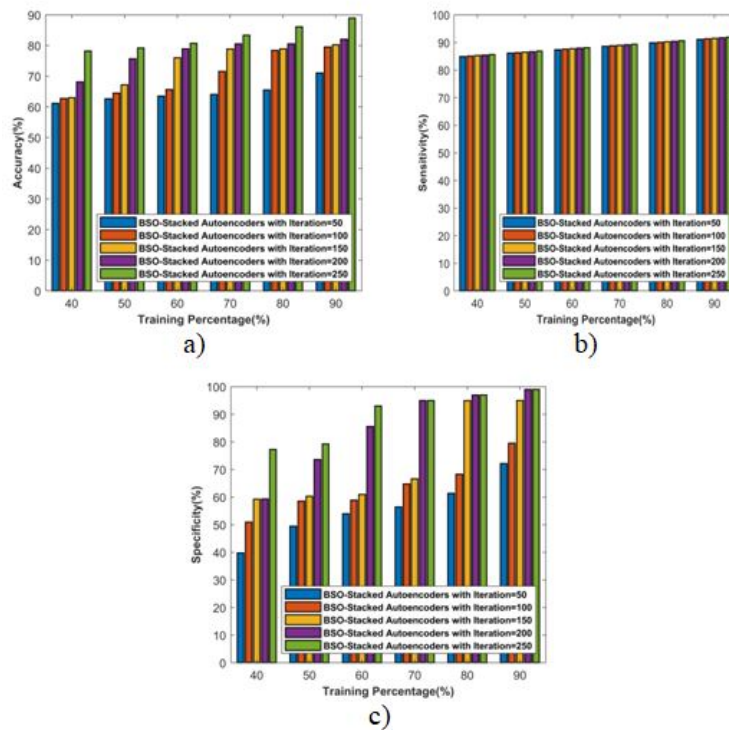 90
80
70
60
50
40
30
20
10
0
Accuracy(%)
BSO-Stacked Autoencoders with Iteration=50
BSO-Stacked Autoencoders with Iteration=100
BSO-Stacked Autoencoders with Iteration=150
BSO-Stacked Autoencoders with Iteration=200
BSO-Stacked Autoencoders with Iteration=250
40 50 60 70 80 90
Training Percentage(%)
a)
100
90
80
70
60
50
40
30
20
10
0
Sensitivity(%)
BSO-Stacked Autoencoders with Iteration=50
BSO-Stacked Autoencoders with Iteration=100
BSO-Stacked Autoencoders with Iteration=150
BSO-Stacked Autoencoders with Iteration=200
BSO-Stacked Autoencoders with Iteration=250
40 50 60 70 80 90
Training Percentage(%)
b)
100
90
80
70
60
50
40
30
20
10
0
Specificity(%)
BSO-Stacked Autoencoders with Iteration=50
BSO-Stacked Autoencoders with Iteration=100
BSO-Stacked Autoencoders with Iteration=150
BSO-Stacked Autoencoders with Iteration=200
BSO-Stacked Autoencoders with Iteration=250
40 50 60 70 80 90
Training Percentage(%)
c)